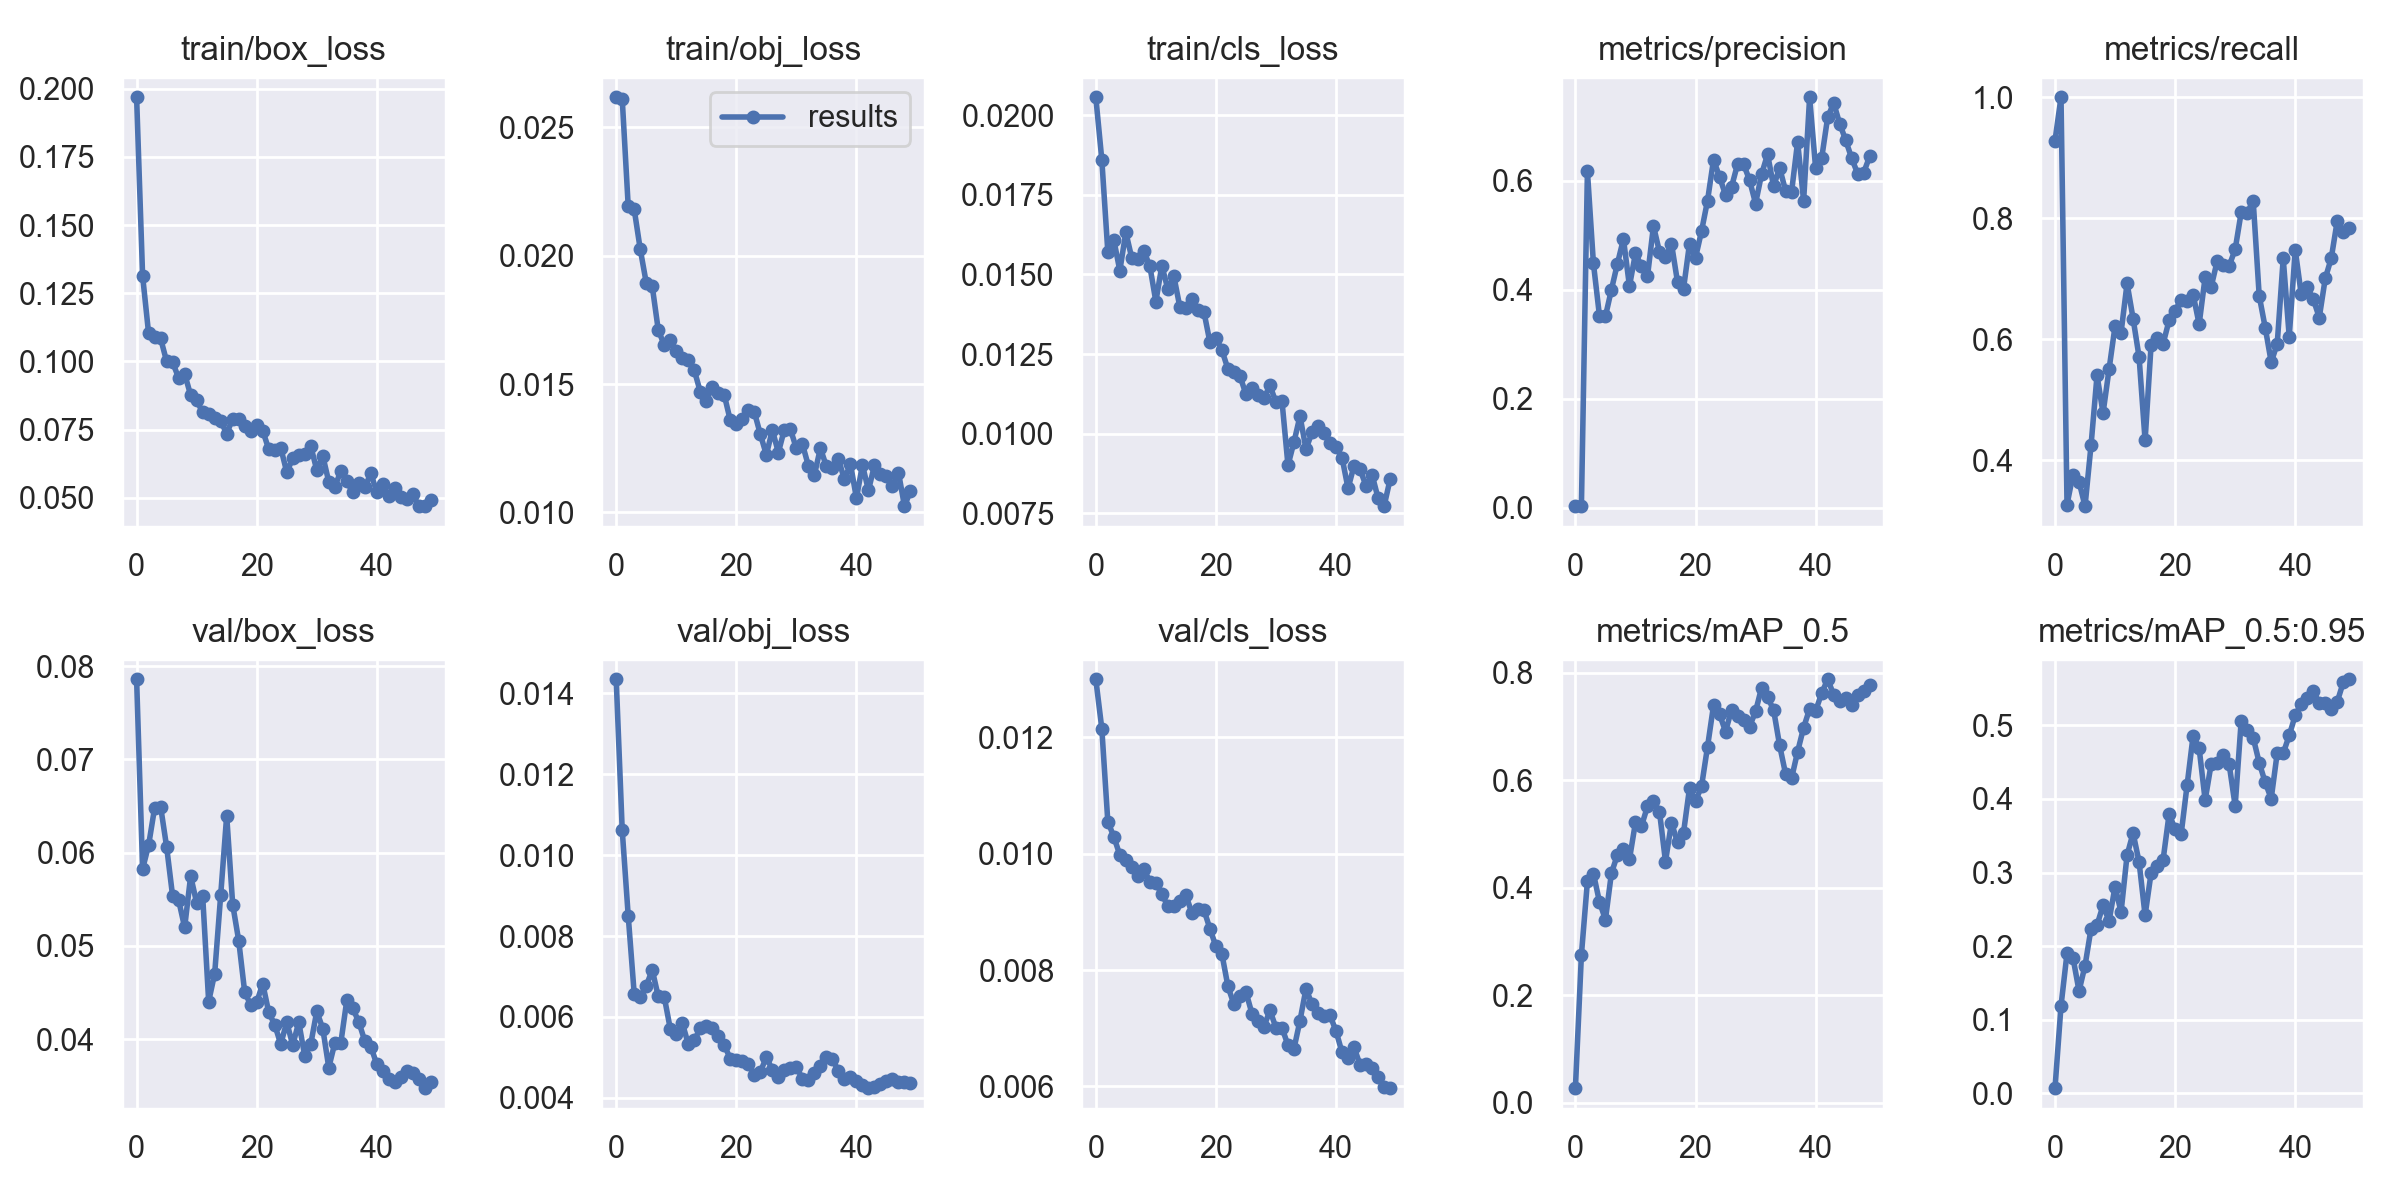 train/box_loss
0.200
0.175
0.150
0.125
0.100
0.075
0.050
0 20 40
train/obj_loss
results
0.025
0.020
0.015
0.010
0 20 40
train/cls_loss
0.0200
0.0175
0.0150
0.0125
0.0100
0.0075
0 20 40
metrics/precision
0.6
0.4
0.2
0.0
0 20 40
metrics/recall
1.0
0.8
0.6
0.4
0 20 40
val/box_loss
0.08
0.07
0.06
0.05
0.04
0 20 40
val/obj_loss
0.014
0.012
0.010
0.008
0.006
0.004
0 20 40
val/cls_loss
0.012
0.010
0.008
0.006
0 20 40
metrics/mAP_0.5
0.8
0.6
0.4
0.2
0.0
0 20 40
metrics/mAP_0.5:0.95
0.5
0.4
0.3
0.2
0.1
0.0
0 20 40